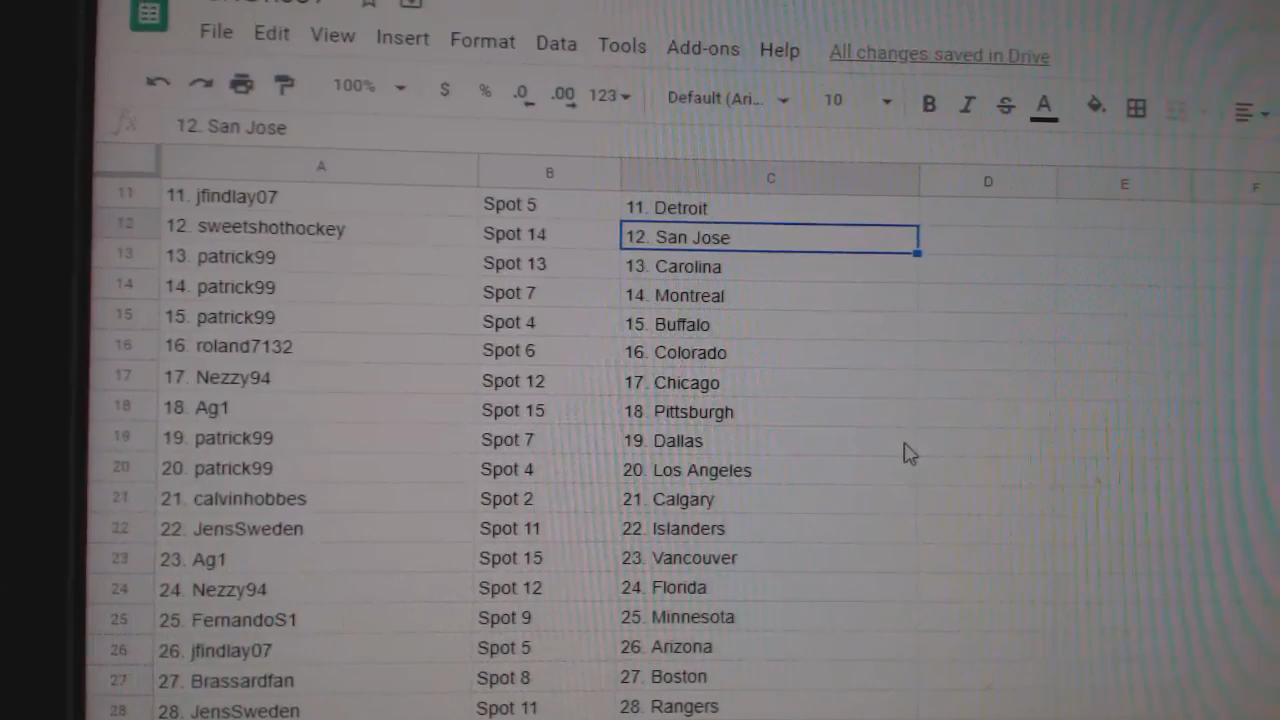 File Edit View Insert Format Data Tools Add-ons Help All changes saved in Drive
100% $ % .0 .00 123 Default (Ari... 10 B I S A
fx 12. San Jose
A B C D E F
11 11. jfindlay07 Spot 5 11. Detroit
12 12. sweetshothockey Spot 14 12. San Jose
13 13. patrick99 Spot 13 13. Carolina
14 14. patrick99 Spot 7 14. Montreal
15 15. patrick99 Spot 4 15. Buffalo
16 16. roland7132 Spot 6 16. Colorado
17 17. Nezzy94 Spot 12 17. Chicago
18 18. Ag1 Spot 15 18. Pittsburgh
19 19. patrick99 Spot 7 19. Dallas
20 20. patrick99 Spot 4 20. Los Angeles
21 21. calvinhobbes Spot 2 21. Calgary
22 22. JensSweden Spot 11 22. Islanders
23 23. Ag1 Spot 15 23. Vancouver
24 24. Nezzy94 Spot 12 24. Florida
25 25. FernandoS1 Spot 9 25. Minnesota
26 26. jfindlay07 Spot 5 26. Arizona
27 27. Brassardfan Spot 8 27. Boston
28 28. JensSweden Spot 11 28. Rangers